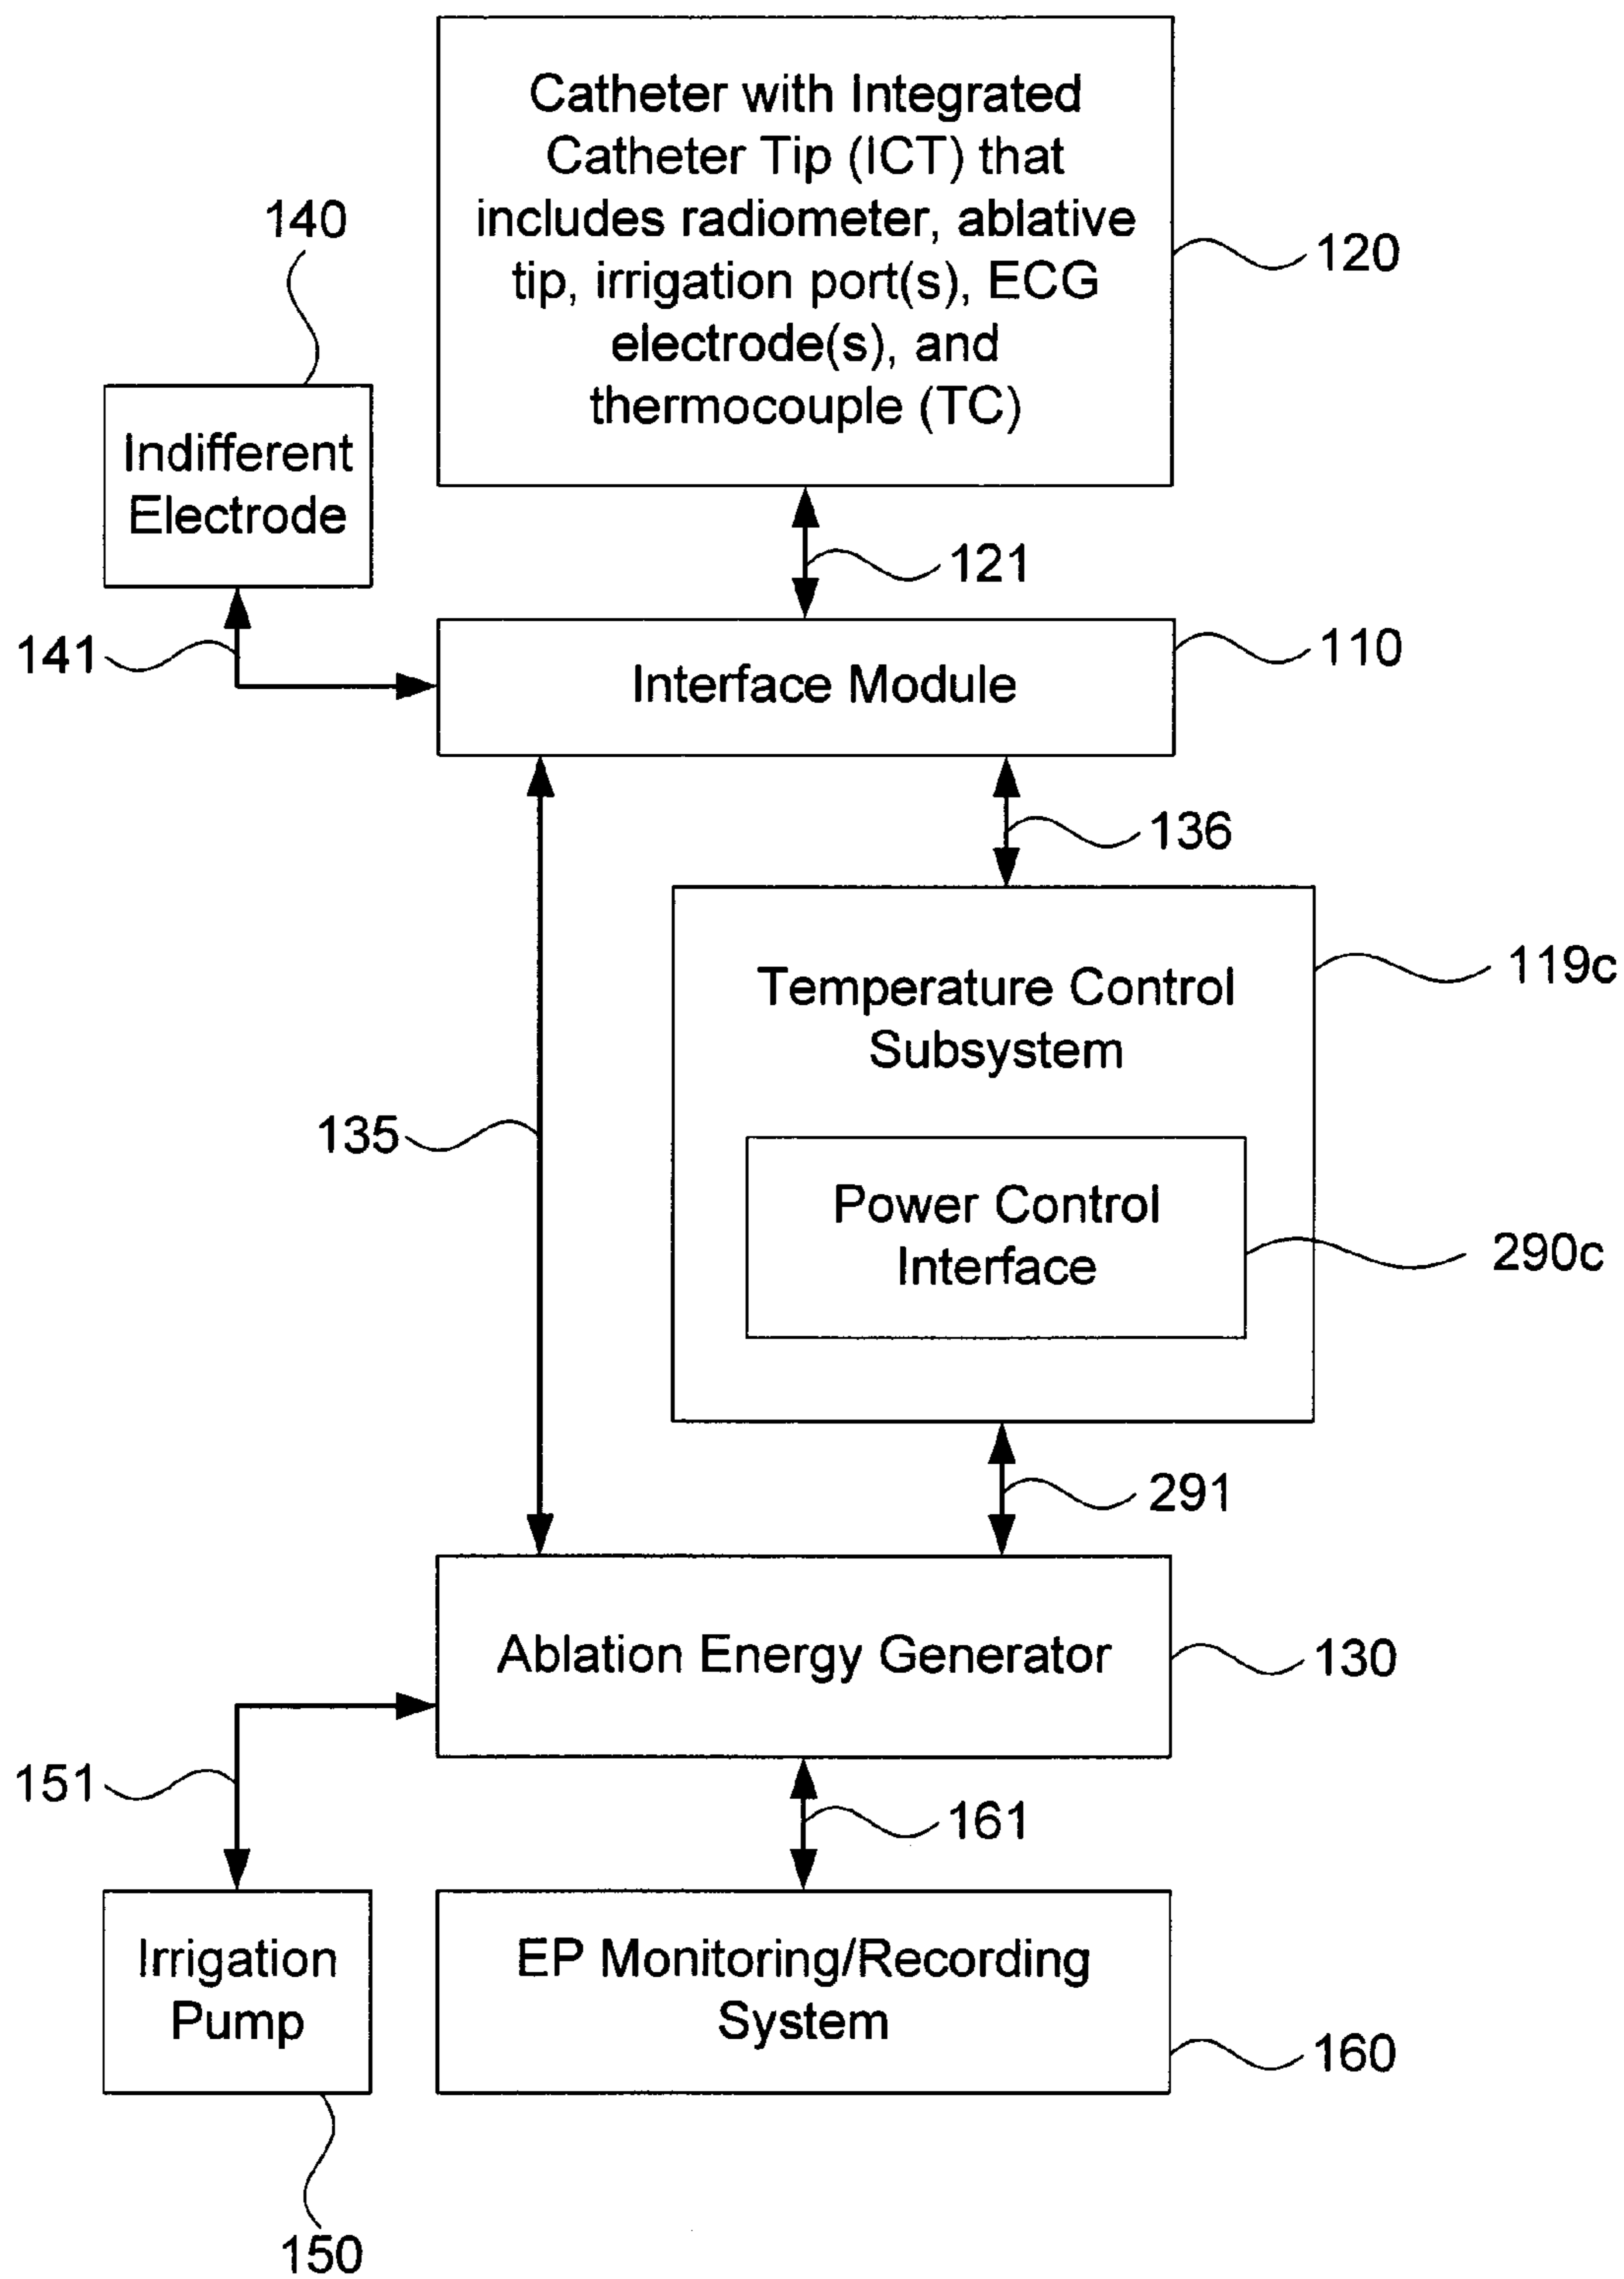 Catheter with Integrated
Catheter Tip (ICT) that
includes radiometer, ablative
tip, irrigation port(s), ECG
electrode(s), and
thermocouple (TC)
120
140
Indifferent
Electrode
121
141
Interface Module
110
136
Temperature Control
Subsystem
119c
135
Power Control
Interface
290c
291
Ablation Energy Generator
130
151
161
Irrigation
Pump
EP Monitoring/Recording
System
160
150